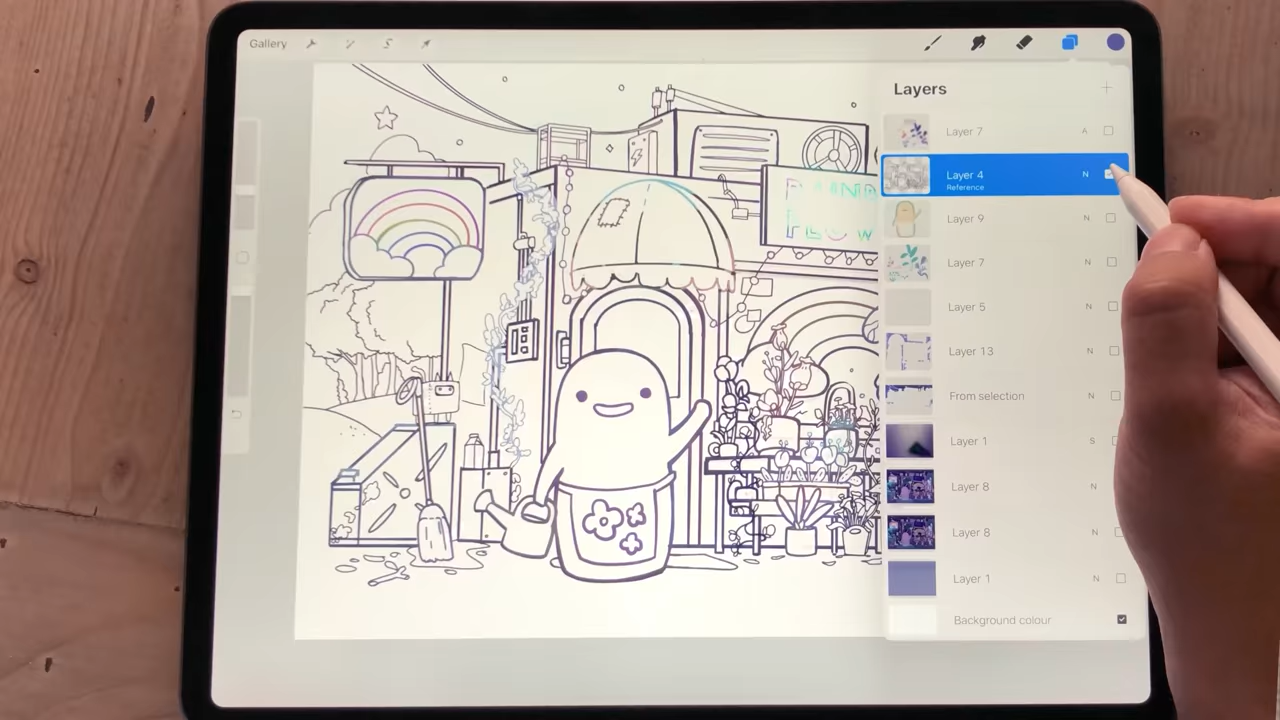 Gallery
Layers
Layer 7
A
Layer 4
N
Reference
Layer 9
N
Layer 7
N
Layer 5
N
Layer 13
N
From selection
N
Layer 1
S
Layer 8
N
Layer 8
N
Layer 1
N
Background colour